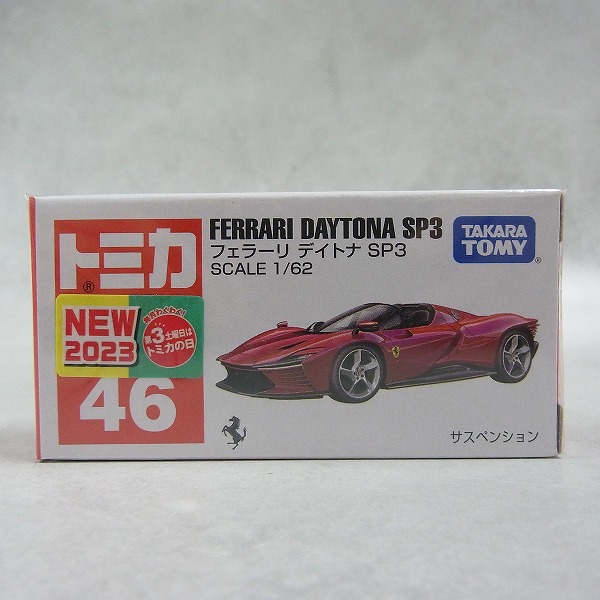 トミカ
®
NEW
2023
毎月わくわく!
第3土曜日は
トミカの日
46
FERRARI DAYTONA SP3
フェラーリ デイトナ SP3
SCALE 1/62
TAKARA
TOMY
®
サスペンション